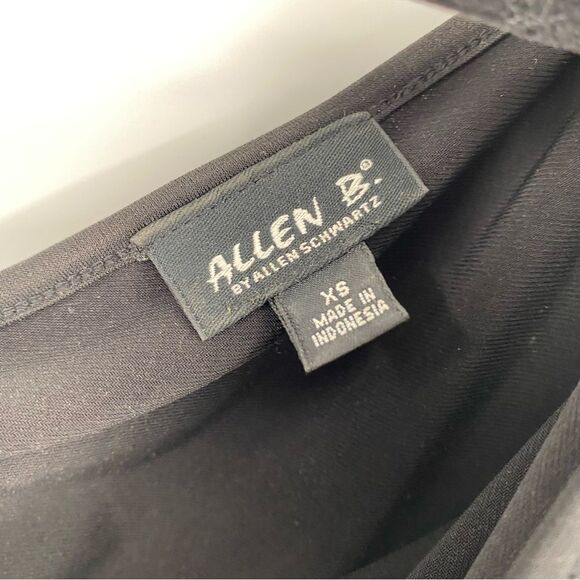 ALLEN B.®
BY ALLEN SCHWARTZ
XS
MADE IN
INDONESIA